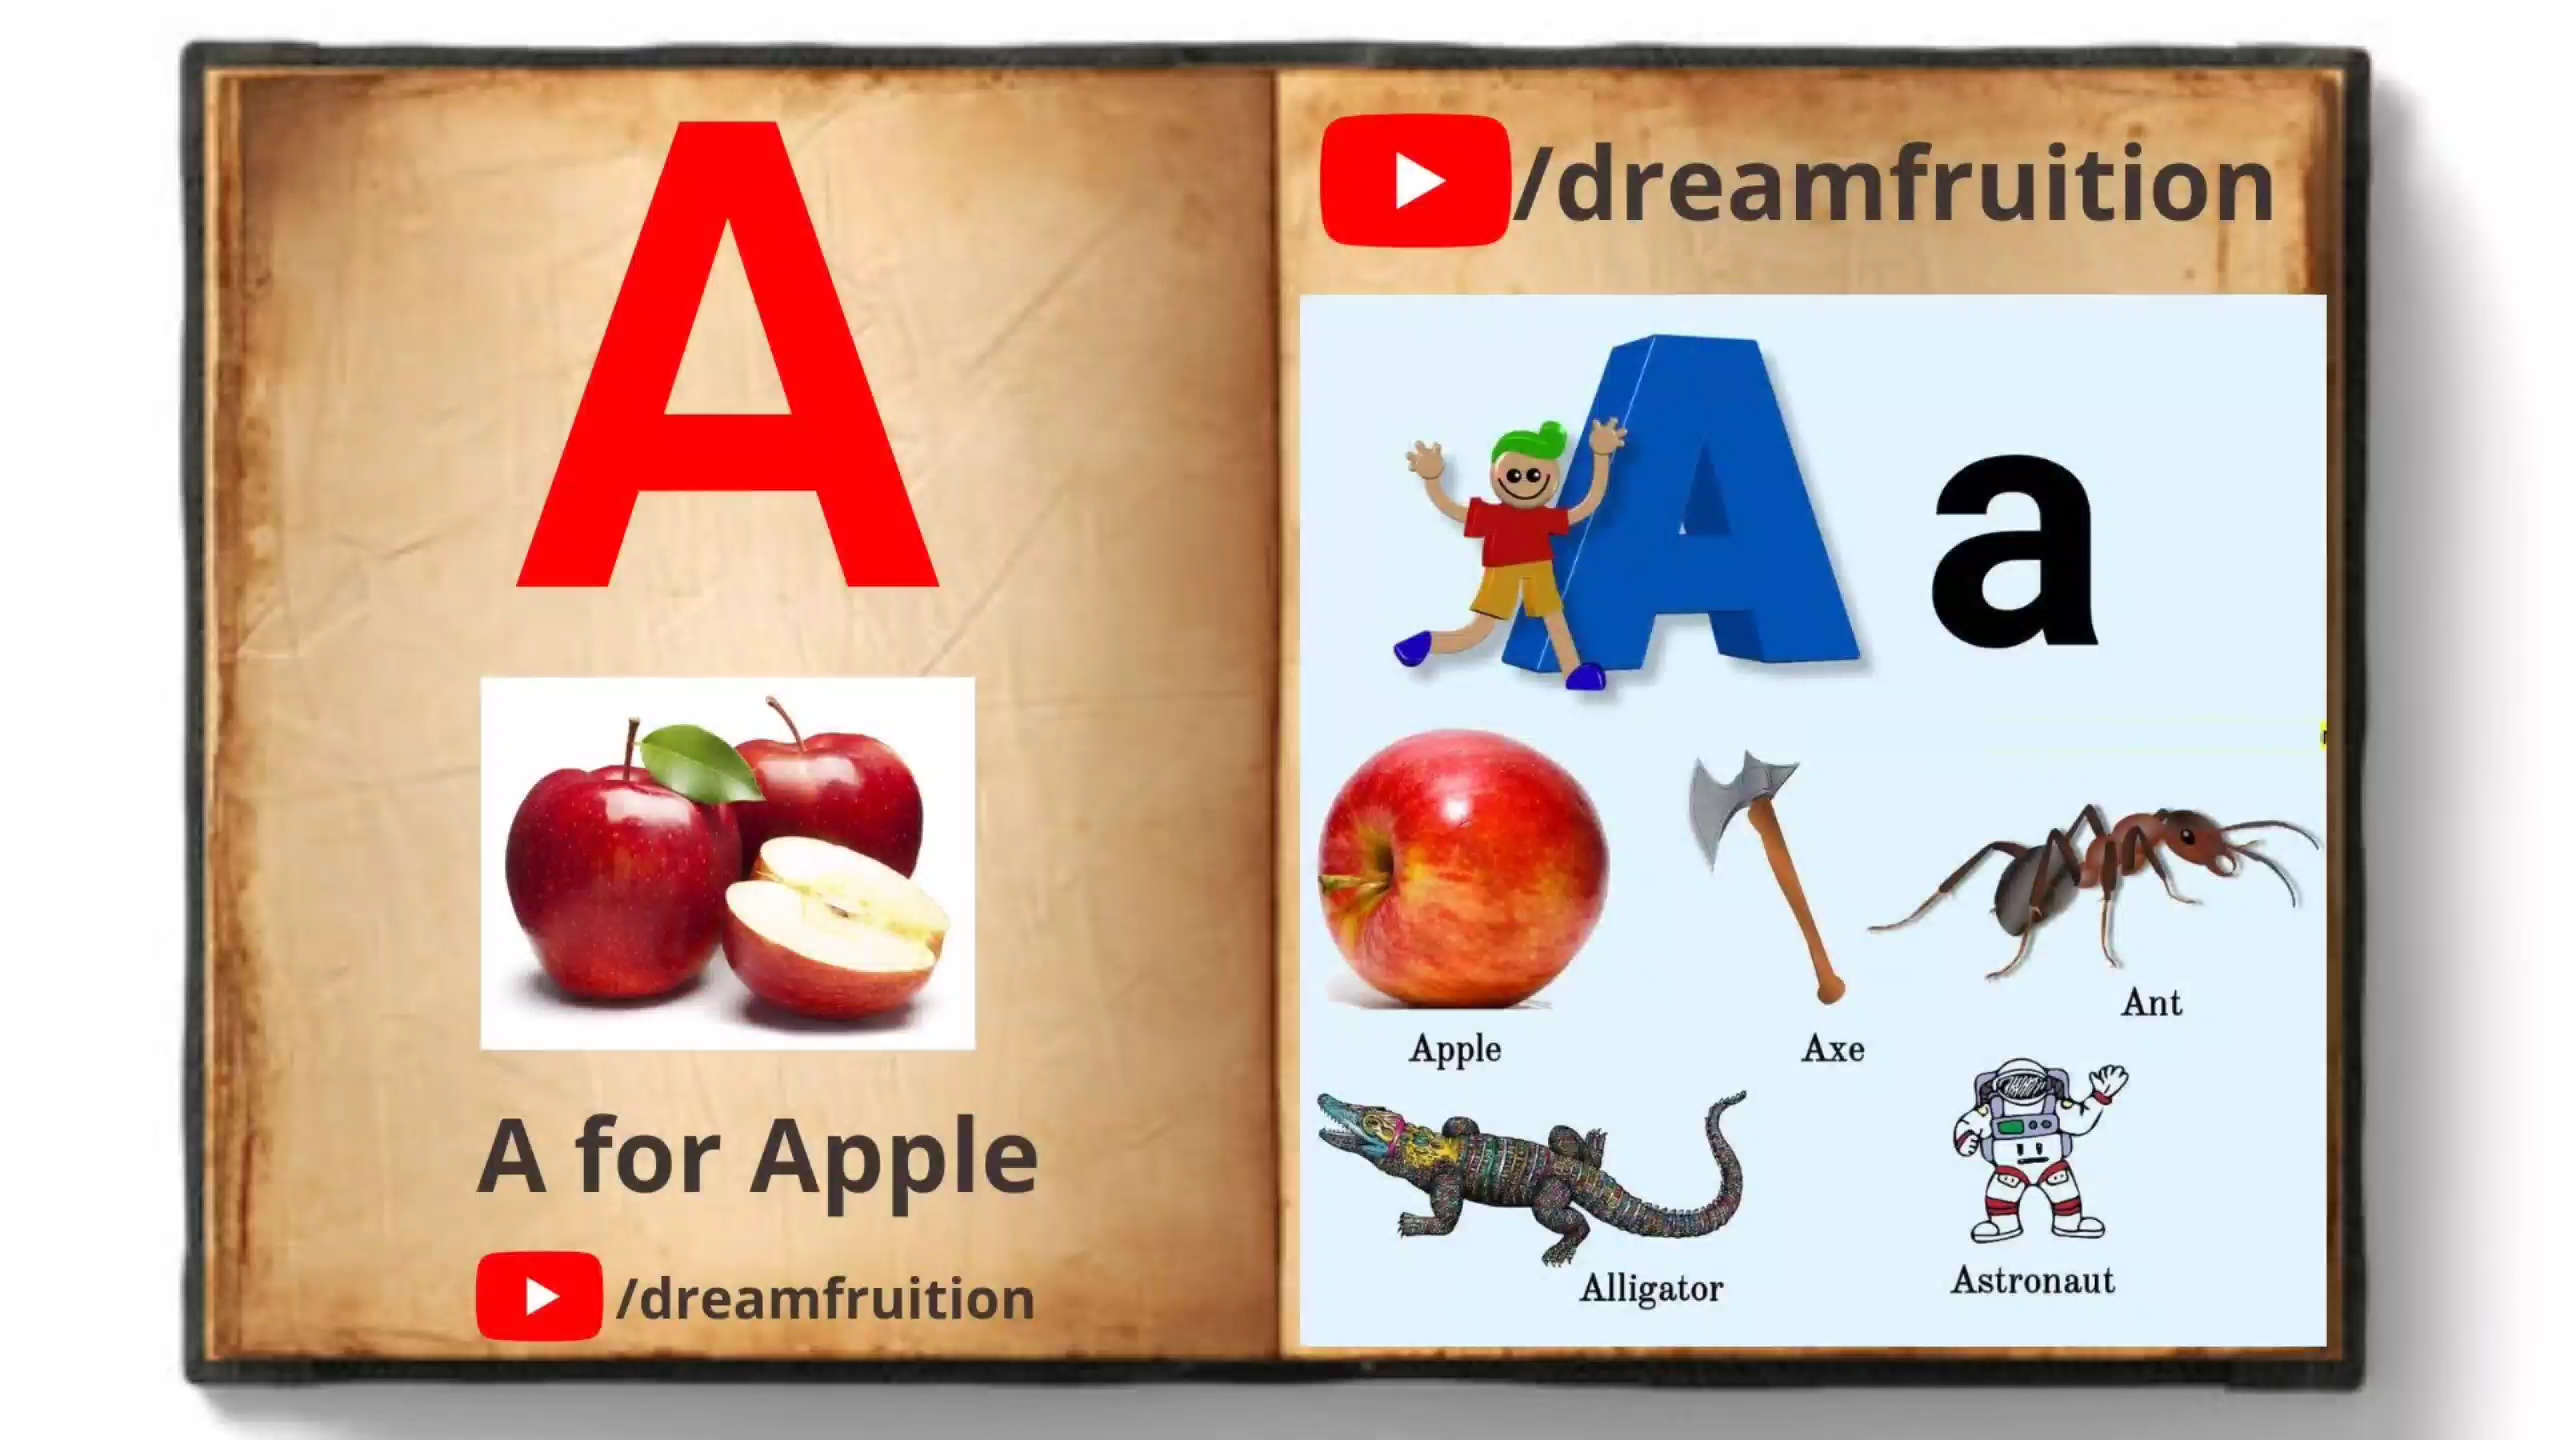 A
A for Apple
/dreamfruition
/dreamfruition
A a
Apple
Axe
Ant
Alligator
Astronaut